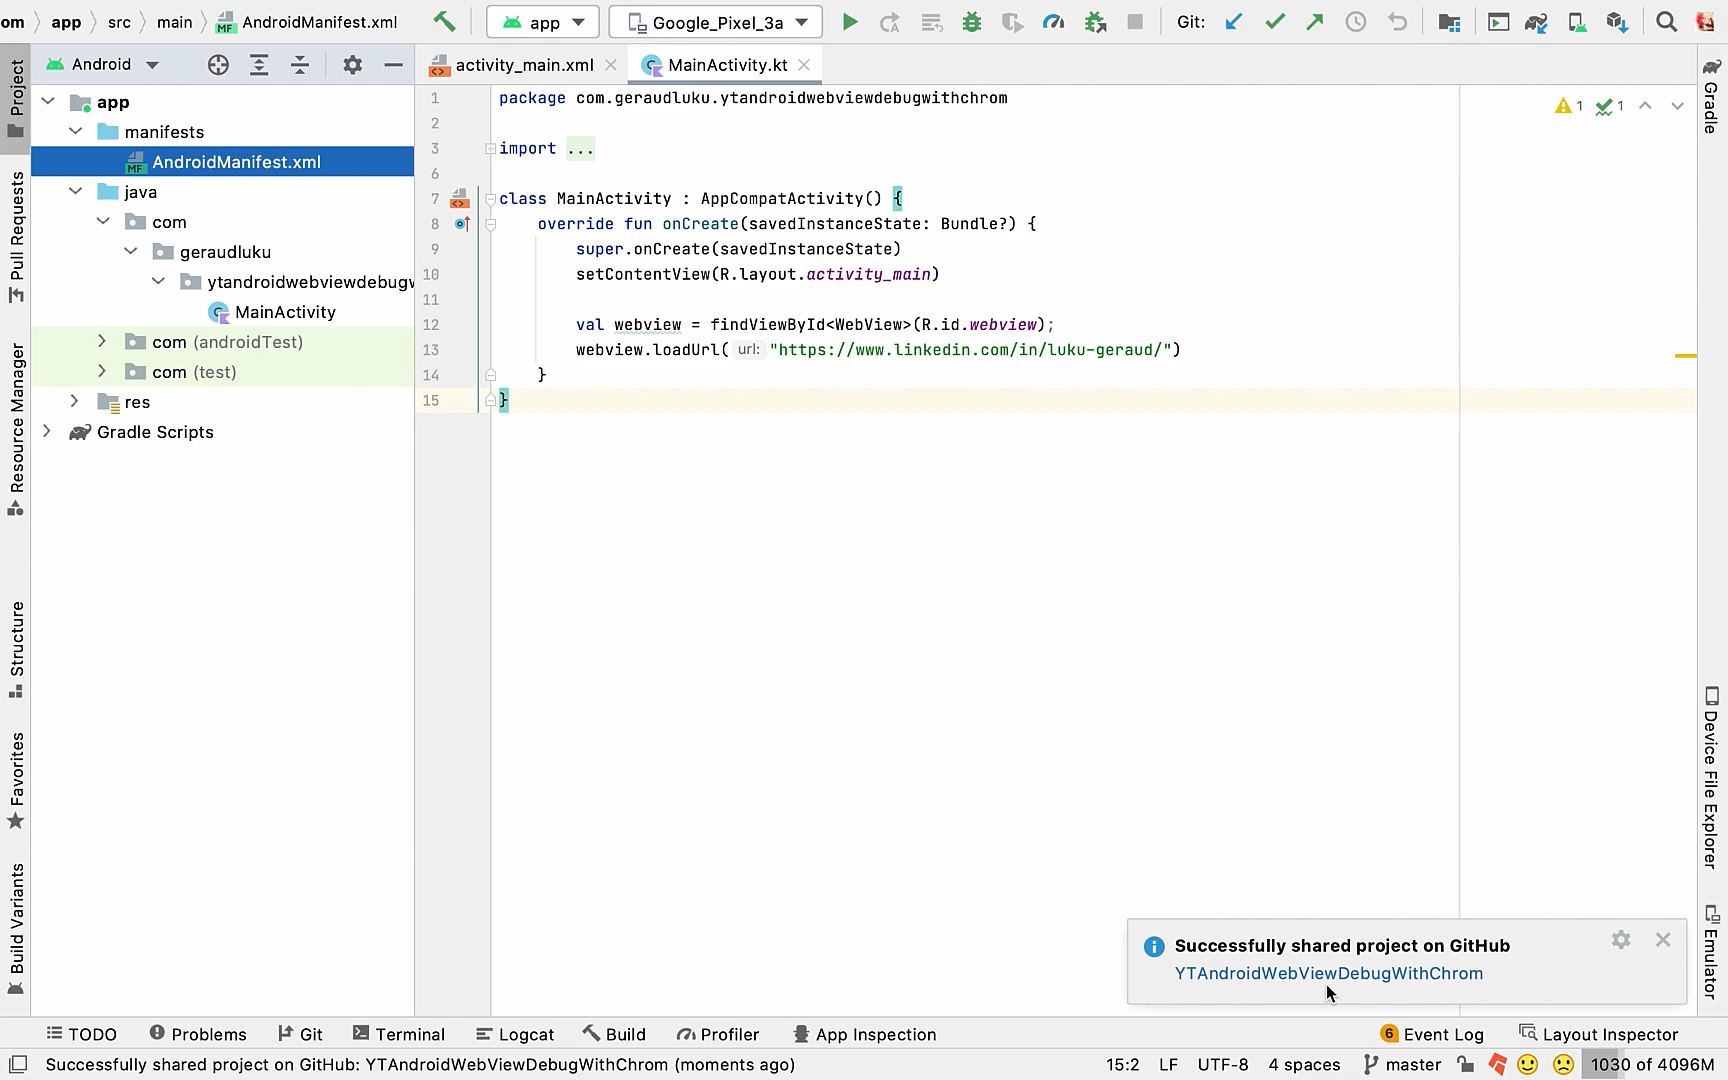 om app src main AndroidManifest.xml app Google_Pixel_3a Git:
Project
Pull Requests
Resource Manager
Structure
Favorites
Build Variants
Android
app
manifests
AndroidManifest.xml
java
com
geraudluku
ytandroidwebviewdebugw
MainActivity
com (androidTest)
com (test)
res
Gradle Scripts
activity_main.xml MainActivity.kt
1 package com.geraudluku.ytandroidwebviewdebugwithchrom
2
3 import ...
6
7 class MainActivity : AppCompatActivity() {
8 override fun onCreate(savedInstanceState: Bundle?) {
9 super.onCreate(savedInstanceState)
10 setContentView(R.layout.activity_main)
11
12 val webview = findViewById<WebView>(R.id.webview);
13 webview.loadUrl( url: "https://www.linkedin.com/in/luku-geraud/")
14 }
15 }
1 1
Gradle
Device File Explorer
Emulator
Successfully shared project on GitHub
YTAndroidWebViewDebugWithChrom
TODO Problems Git Terminal Logcat Build Profiler App Inspection 6 Event Log Layout Inspector
Successfully shared project on GitHub: YTAndroidWebViewDebugWithChrom (moments ago) 15:2 LF UTF-8 4 spaces master 1030 of 4096M